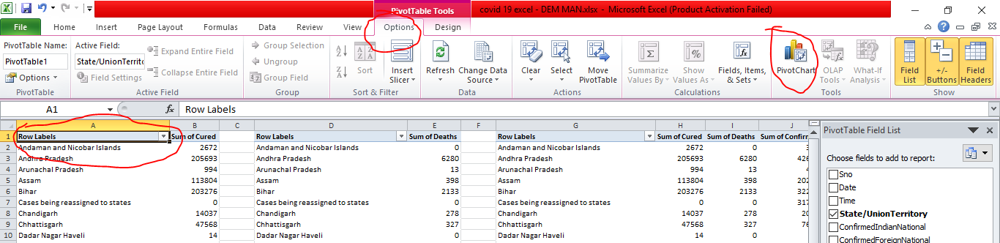 PivotTable Tools
covid 19 excel - DEM MAN.xlsx - Microsoft Excel (Product Activation Failed)
File Home Insert Page Layout Formulas Data Review View Options Design
PivotTable Name:
PivotTable1
Options
PivotTable
Active Field:
State/UnionTerrito
Field Settings
Expand Entire Field
Collapse Entire Field
Active Field
Group Selection
Ungroup
Group Field
Group
Sort
Insert
Slicer
Sort & Filter
Refresh
Change Data
Source
Data
Clear
Select
Move
PivotTable
Actions
Summarize
Values By
Show
Values As
Fields, Items,
& Sets
Calculations
PivotChart
OLAP
Tools
What-If
Analysis
Tools
Field
List
+/-
Buttons
Field
Headers
Show
A1 fx Row Labels
A B C D E F G H I J
1 Row Labels Sum of Cured Row Labels Sum of Deaths Row Labels Sum of Cured Sum of Deaths Sum of Confirm
2 Andaman and Nicobar Islands 2672 Andaman and Nicobar Islands 0 Andaman and Nicobar Islands 2672 0 3
3 Andhra Pradesh 205693 Andhra Pradesh 6280 Andhra Pradesh 205693 6280 426
4 Arunachal Pradesh 994 Arunachal Pradesh 13 Arunachal Pradesh 994 13 4
5 Assam 113804 Assam 398 Assam 113804 398 202
6 Bihar 203276 Bihar 2133 Bihar 203276 2133 322
7 Cases being reassigned to states 0 Cases being reassigned to states 0 Cases being reassigned to states 0 0 317
8 Chandigarh 14037 Chandigarh 278 Chandigarh 14037 278 20
9 Chhattisgarh 47568 Chhattisgarh 327 Chhattisgarh 47568 327 76
10 Dadar Nagar Haveli 14 Dadar Nagar Haveli 0 Dadar Nagar Haveli 14 0
PivotTable Field List
Choose fields to add to report:
Sno
Date
Time
State/UnionTerritory
ConfirmedIndianNational
ConfirmedForeignNational